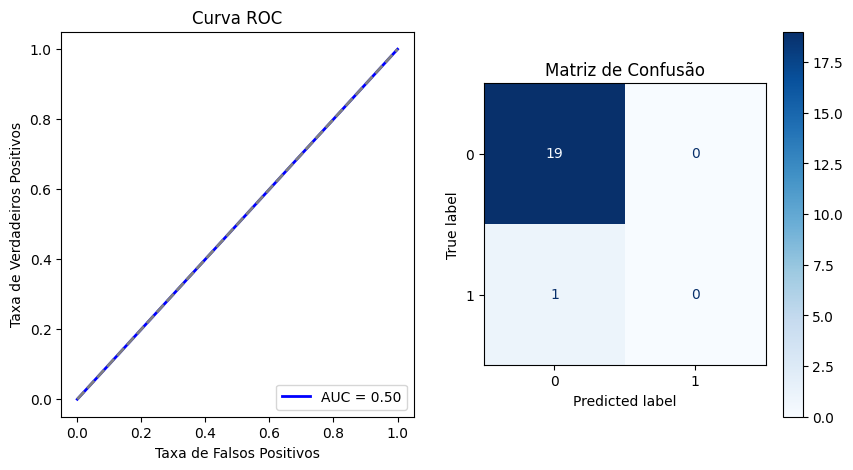 Curva ROC
1.0
0.8
0.6
0.4
0.2
0.0
Taxa de Verdadeiros Positivos
0.0 0.2 0.4 0.6 0.8 1.0
Taxa de Falsos Positivos
AUC = 0.50
Matriz de Confusão
True label
0
1
19 0
1 0
0 1
Predicted label
17.5
15.0
12.5
10.0
7.5
5.0
2.5
0.0